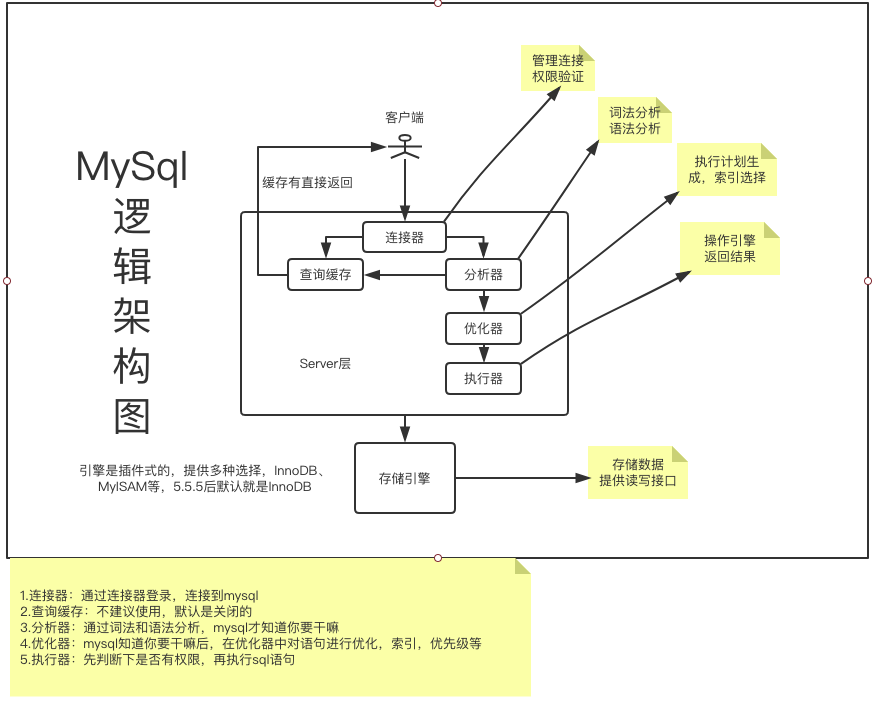 MySql
逻
辑
架
构
图
客户端
缓存有直接返回
连接器
查询缓存
分析器
优化器
执行器
Server层
存储引擎
管理连接
权限验证
词法分析
语法分析
执行计划生
成，索引选择
操作引擎
返回结果
存储数据
提供读写接口
引擎是插件式的，提供多种选择，InnoDB、
MyISAM等，5.5.5后默认就是InnoDB
1.连接器：通过连接器登录，连接到mysql
2.查询缓存：不建议使用，默认是关闭的
3.分析器：通过词法和语法分析，mysql才知道你要干嘛
4.优化器：mysql知道你要干嘛后，在优化器中对语句进行优化，索引，优先级等
5.执行器：先判断下是否有权限，再执行sql语句